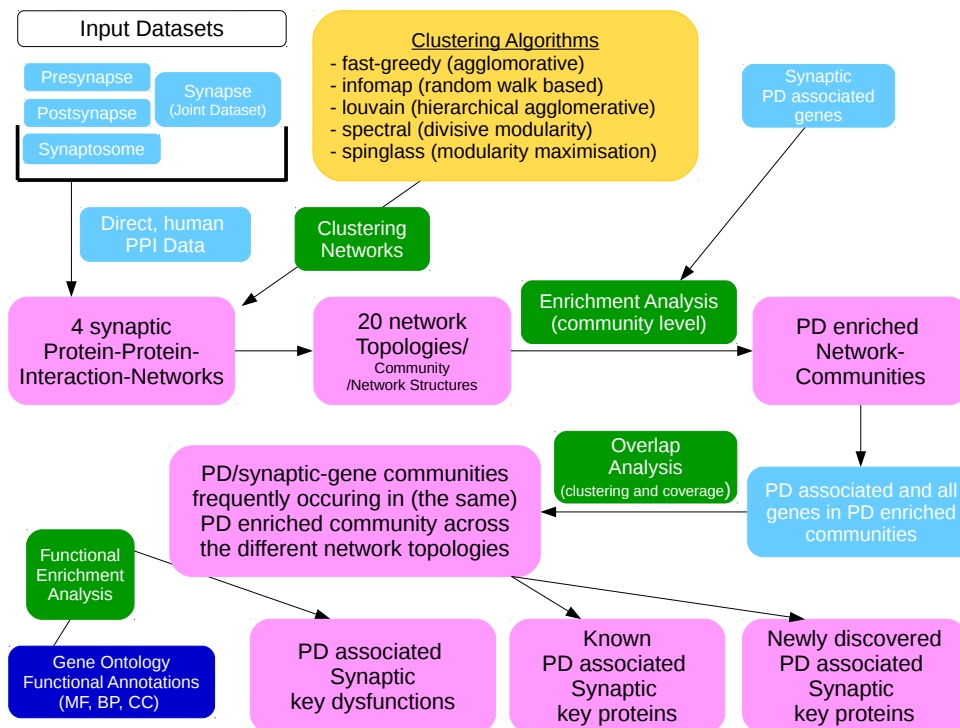 Input Datasets
Presynapse
Postsynapse
Synaptosome
Synapse
(Joint Dataset)
Clustering Algorithms
- fast-greedy (agglomorative)
- infomap (random walk based)
- louvain (hierarchical agglomerative)
- spectral (divisive modularity)
- spinglass (modularity maximisation)
Synaptic
PD associated
genes
Direct, human
PPI Data
Clustering
Networks
Enrichment Analysis
(community level)
4 synaptic
Protein-Protein-
Interaction-Networks
20 network
Topologies/
Community
/Network Structures
PD enriched
Network-
Communities
Overlap
Analysis
(clustering and coverage)
PD associated and all
genes in PD enriched
communities
PD/synaptic-gene communities
frequently occuring in (the same)
PD enriched community across
the different network topologies
Functional
Enrichment
Analysis
Gene Ontology
Functional Annotations
(MF, BP, CC)
PD associated
Synaptic
key dysfunctions
Known
PD associated
Synaptic
key proteins
Newly discovered
PD associated
Synaptic
key proteins